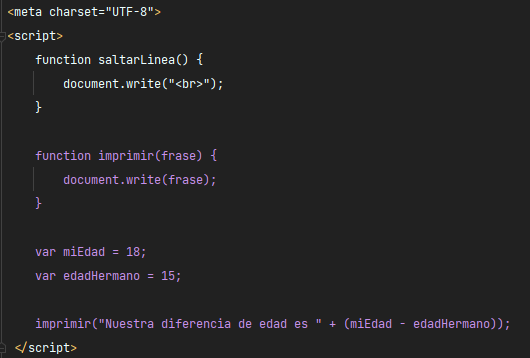 <meta charset="UTF-8">
<script>
function saltarLinea() {
document.write("<br>");
}
function imprimir(frase) {
document.write(frase);
}
var miEdad = 18;
var edadHermano = 15;
imprimir("Nuestra diferencia de edad es " + (miEdad - edadHermano));
</script>